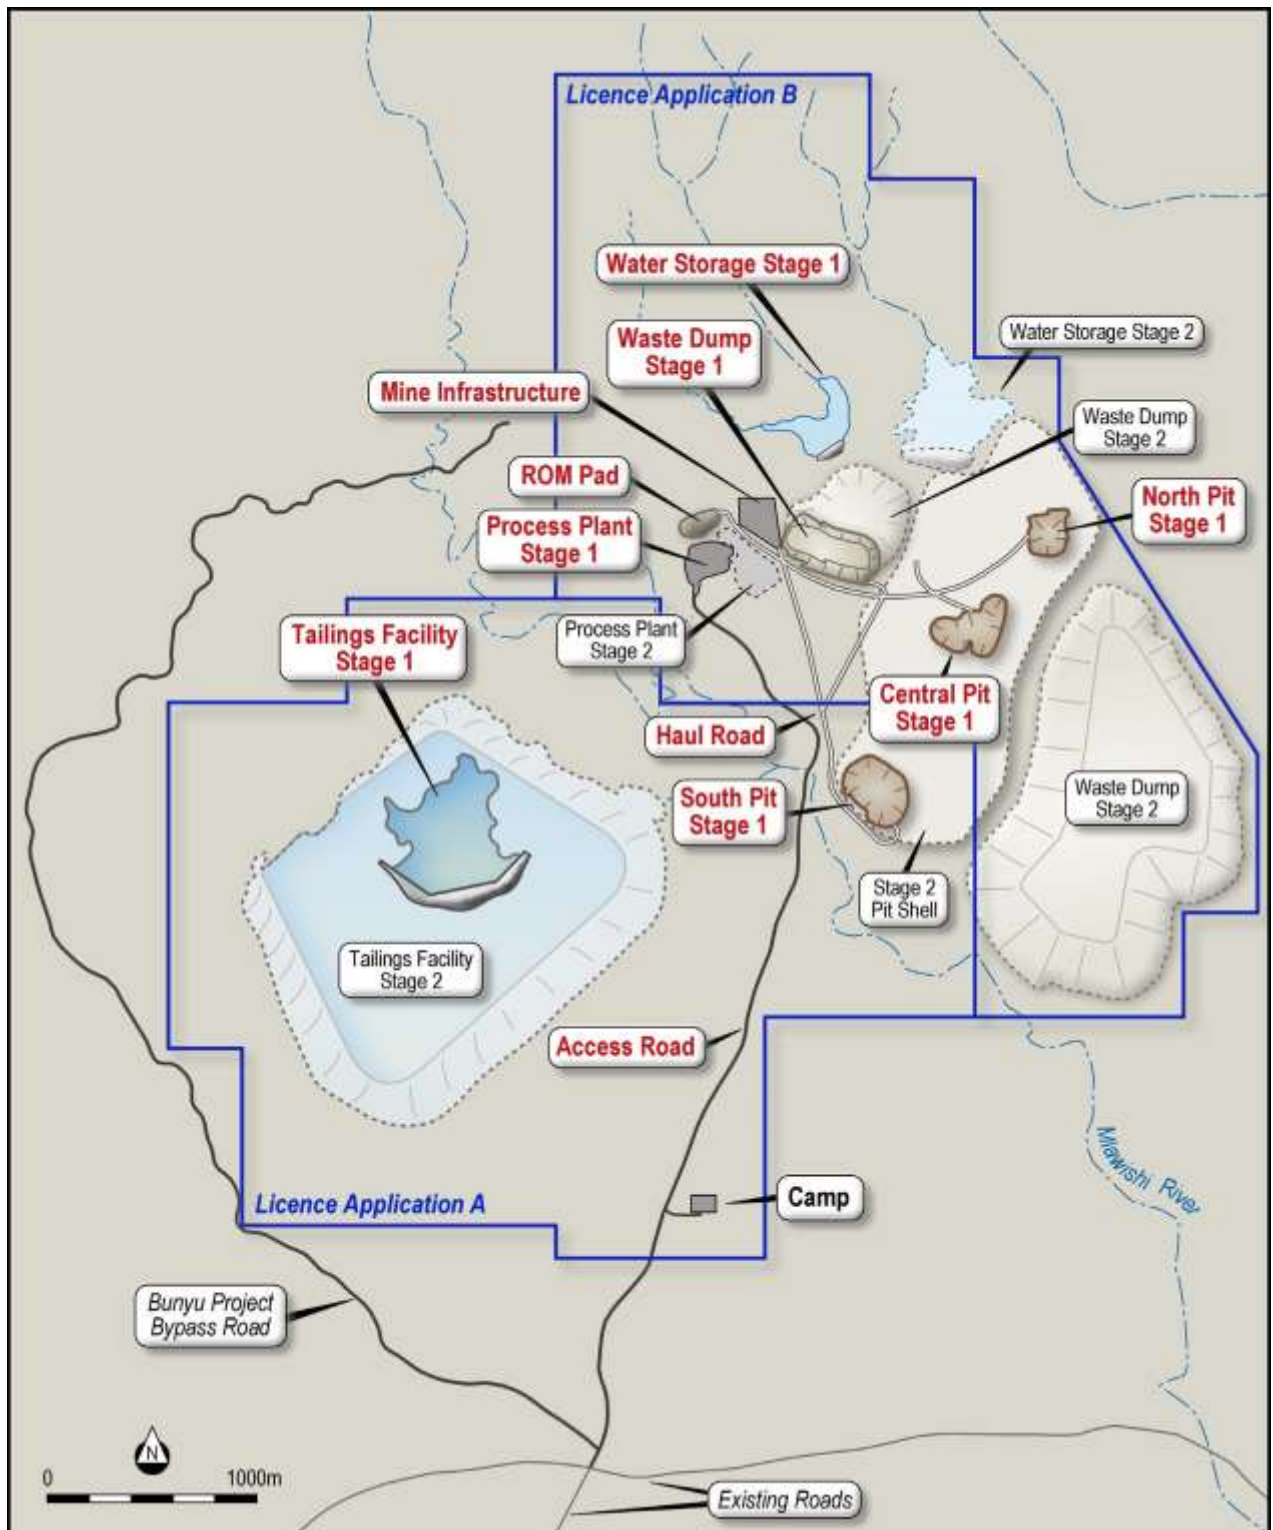 Licence Application B
Water Storage Stage 1
Water Storage Stage 2
Waste Dump
Stage 1
Mine Infrastructure
Waste Dump
Stage 2
ROM Pad
North Pit
Stage 1
Process Plant
Stage 1
Tailings Facility
Stage 1
Process Plant
Stage 2
Central Pit
Stage 1
Haul Road
South Pit
Stage 1
Waste Dump
Stage 2
Stage 2
Pit Shell
Tailings Facility
Stage 2
Access Road
Mlawishi River
Licence Application A
Camp
Bunyu Project
Bypass Road
N
0 1000m
Existing Roads